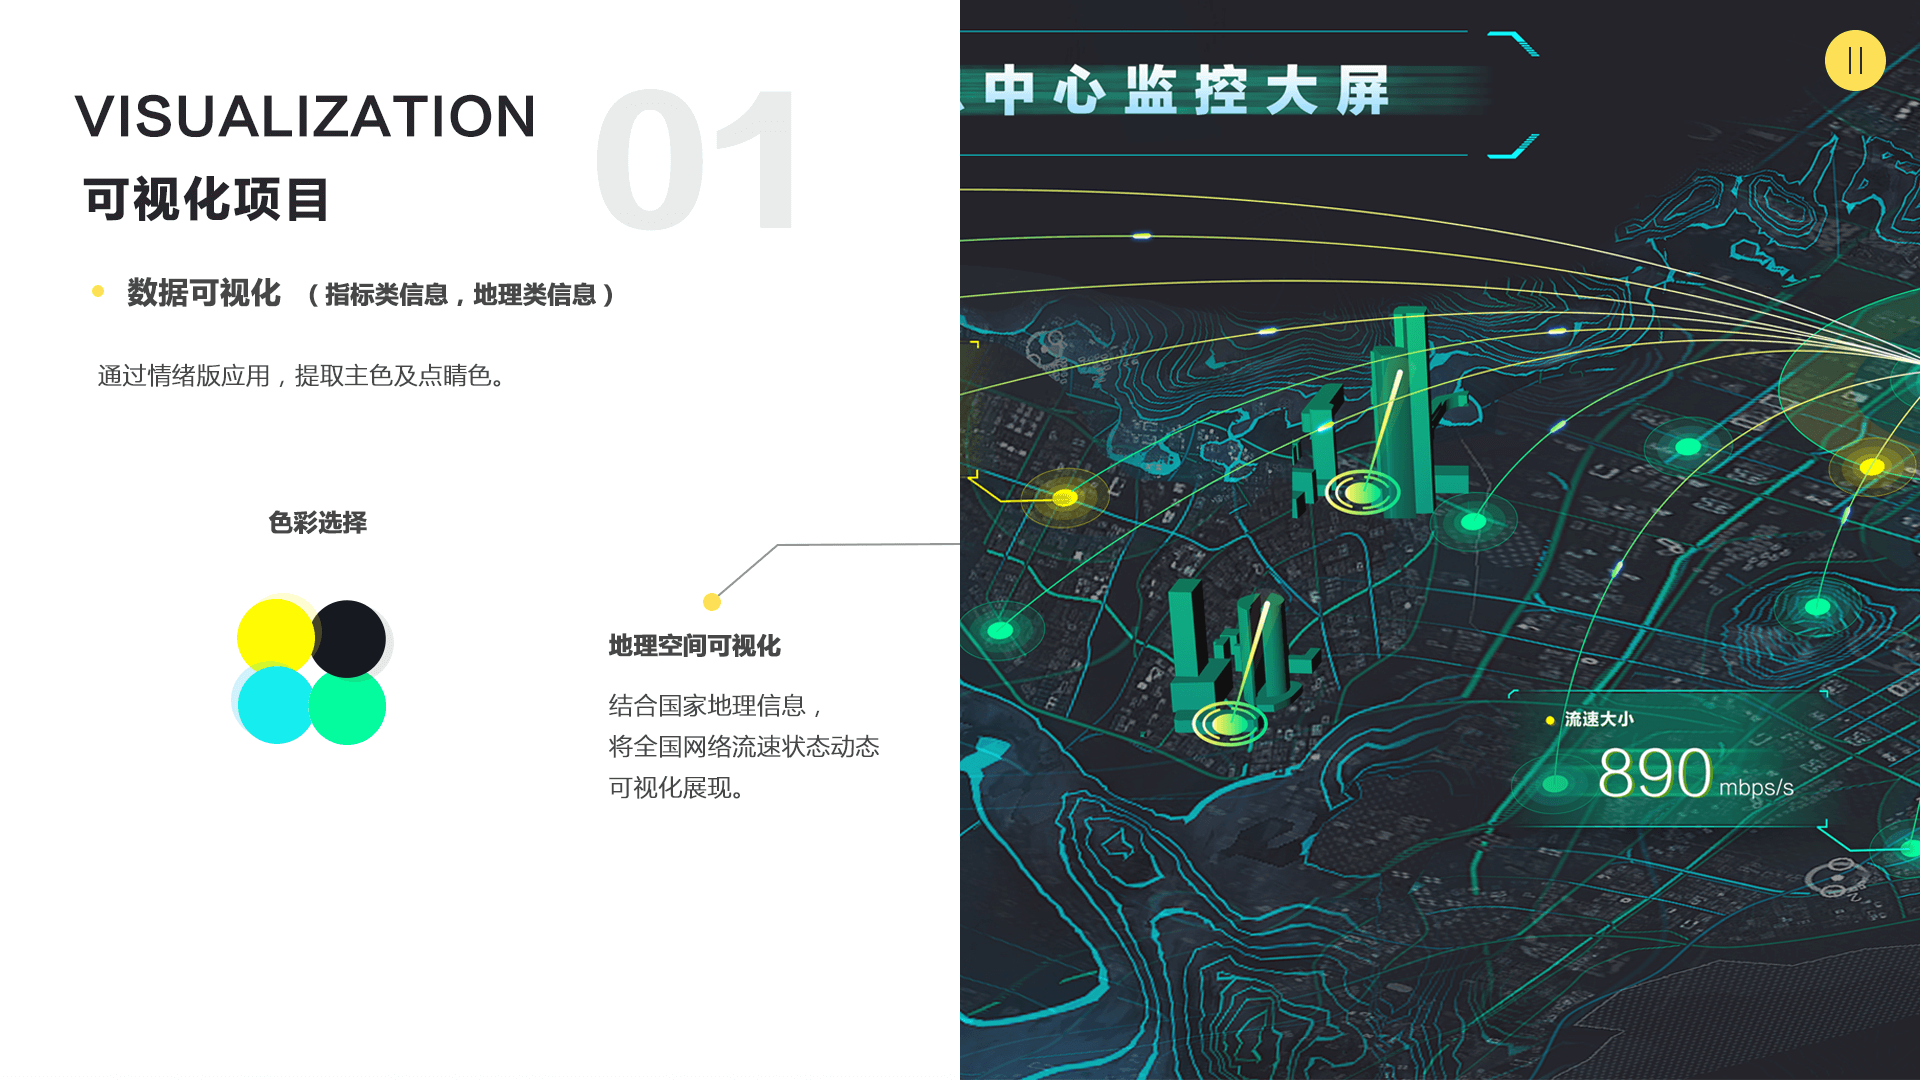 VISUALIZATION
01
可视化项目
数据可视化 （指标类信息，地理类信息）
通过情绪版应用，提取主色及点睛色。
色彩选择
地理空间可视化
结合国家地理信息，
将全国网络流速状态动态
可视化展现。
中心监控大屏
流速大小
890 mbps/s